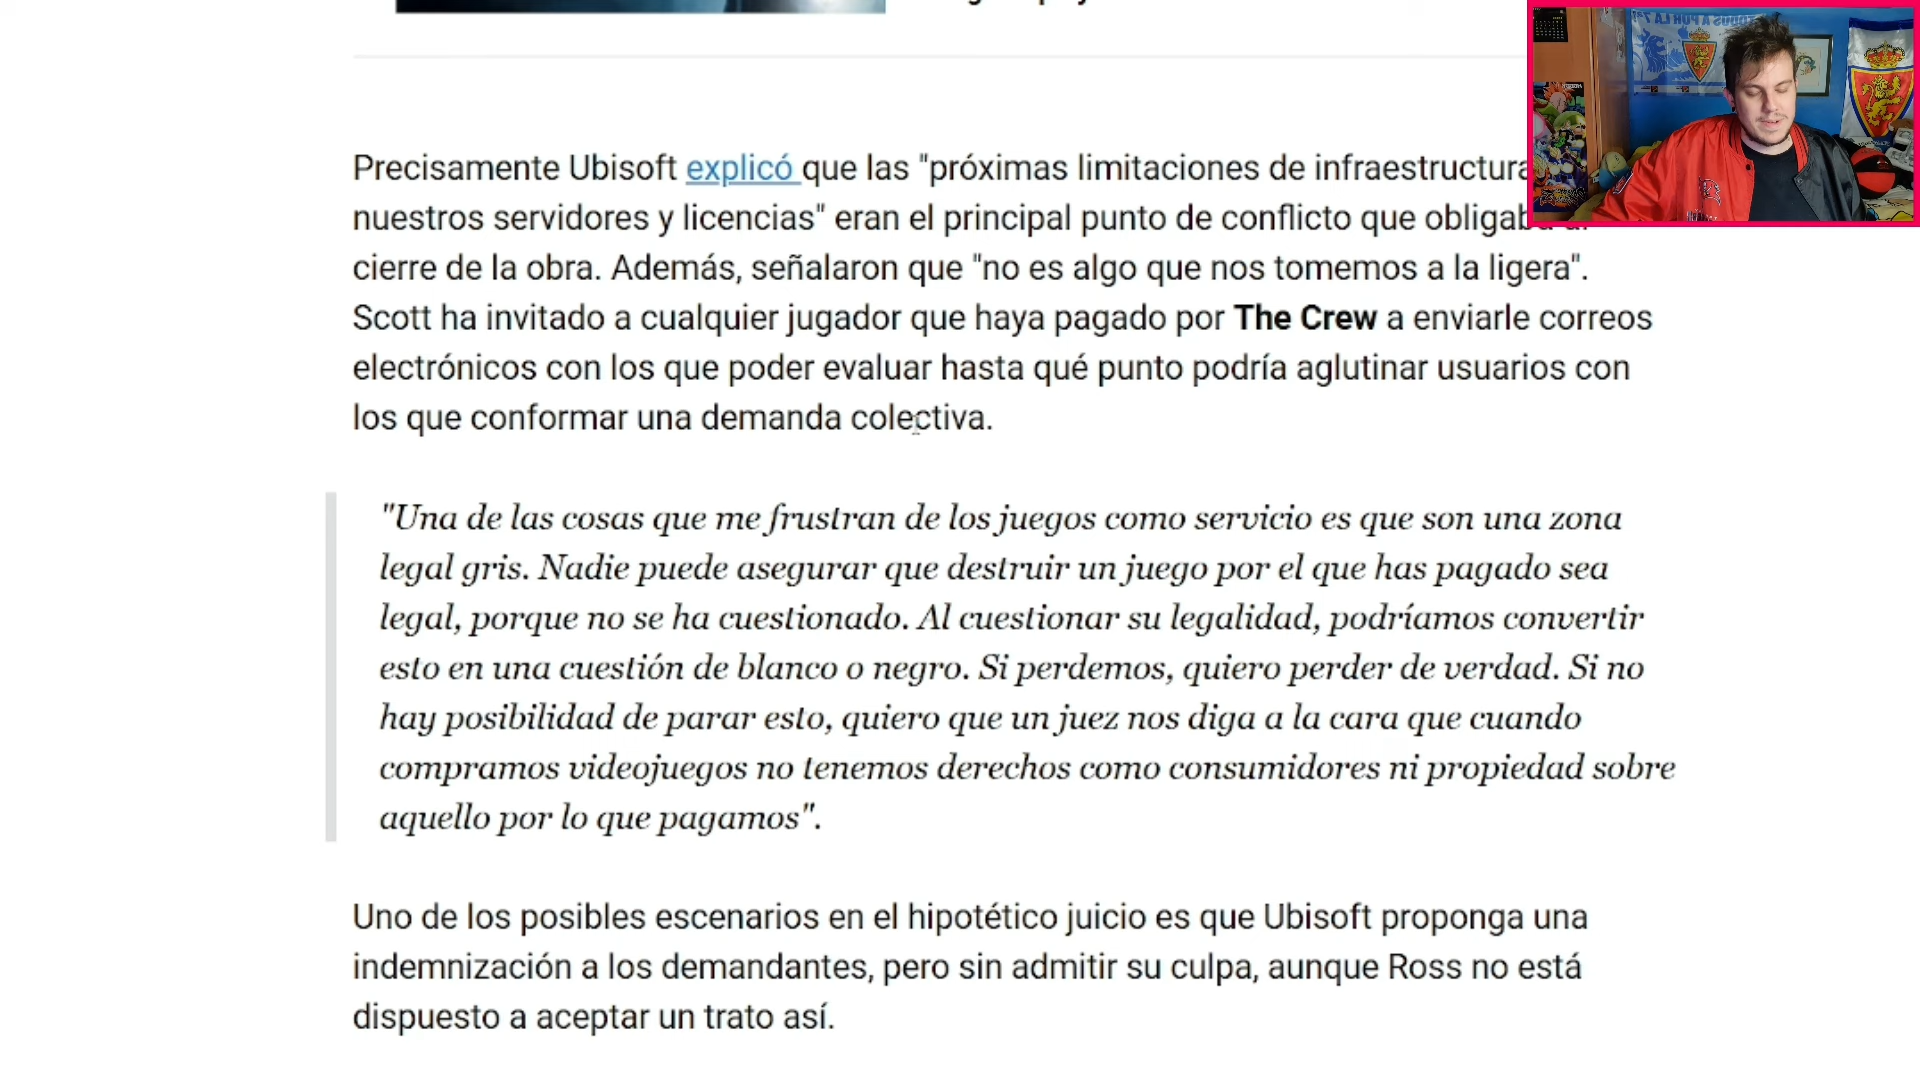 Precisamente Ubisoft explicó que las "próximas limitaciones de infraestructura
nuestros servidores y licencias" eran el principal punto de conflicto que obligaba al
cierre de la obra. Además, señalaron que "no es algo que nos tomemos a la ligera".
Scott ha invitado a cualquier jugador que haya pagado por The Crew a enviarle correos
electrónicos con los que poder evaluar hasta qué punto podría aglutinar usuarios con
los que conformar una demanda colectiva.
"Una de las cosas que me frustran de los juegos como servicio es que son una zona
legal gris. Nadie puede asegurar que destruir un juego por el que has pagado sea
legal, porque no se ha cuestionado. Al cuestionar su legalidad, podríamos convertir
esto en una cuestión de blanco o negro. Si perdemos, quiero perder de verdad. Si no
hay posibilidad de parar esto, quiero que un juez nos diga a la cara que cuando
compramos videojuegos no tenemos derechos como consumidores ni propiedad sobre
aquello por lo que pagamos".
Uno de los posibles escenarios en el hipotético juicio es que Ubisoft proponga una
indemnización a los demandantes, pero sin admitir su culpa, aunque Ross no está
dispuesto a aceptar un trato así.